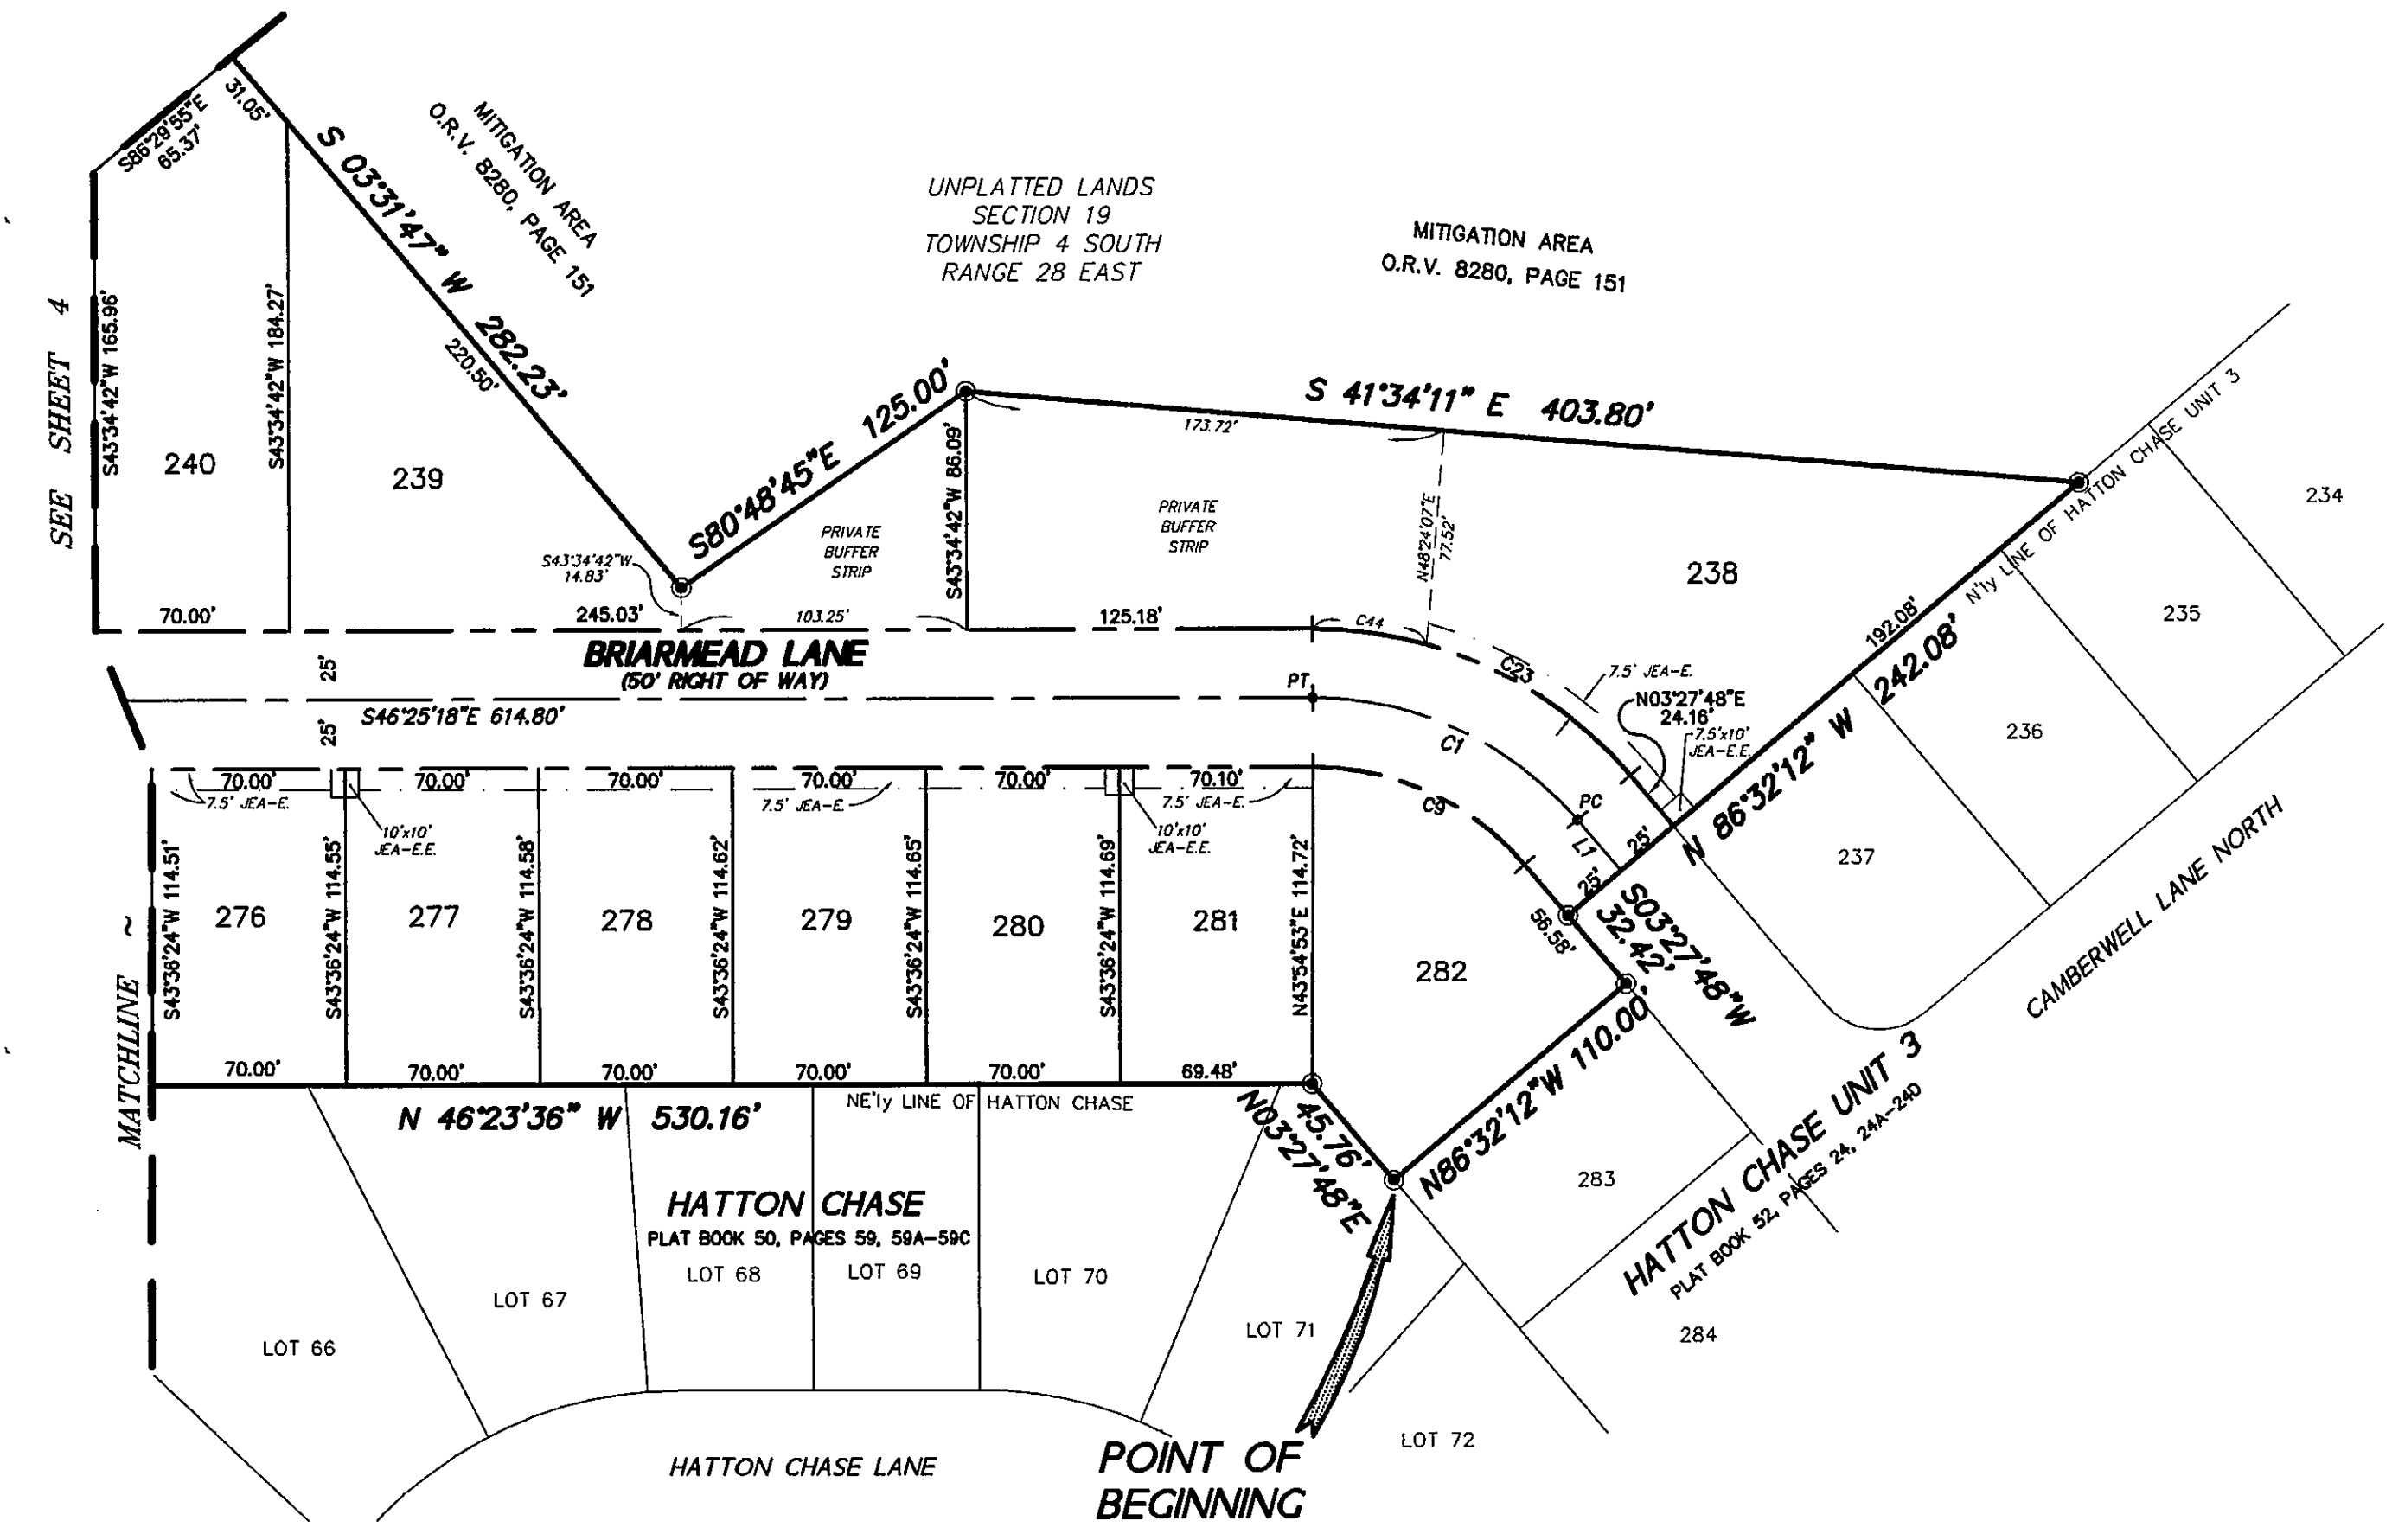 31.05'
S86°29'55"E
65.37'
S 03°31'47" W 282.23'
220.50'
MITIGATION AREA
O.R.V. 8280, PAGE 151
UNPLATTED LANDS
SECTION 19
TOWNSHIP 4 SOUTH
RANGE 28 EAST
MITIGATION AREA
O.R.V. 8280, PAGE 151
SEE SHEET 4
S43°34'42"W 165.96'
240
S43°34'42"W 184.27'
239
S80°48'45"E 125.00'
S 41°34'11" E 403.80'
173.72'
S43°34'42"W 86.09'
PRIVATE
BUFFER
STRIP
PRIVATE
BUFFER
STRIP
N48°24'07"E
77.52'
238
S43°34'42"W
14.83'
70.00'
245.03'
103.25'
125.18'
C44
C23
7.5' JEA-E.
N03°27'48"E
24.16'
7.5'x10'
JEA-E.E.
192.08'
N 86°32'12" W 242.08'
N'ly LINE OF HATTON CHASE UNIT 3
234
235
236
237
CAMBERWELL LANE NORTH
BRIARMEAD LANE
(50' RIGHT OF WAY)
25'
25'
S46°25'18"E 614.80'
PT
C1
PC
L1
25'
25'
C9
70.00'
70.00'
70.00'
70.00'
70.00'
70.10'
7.5' JEA-E.
7.5' JEA-E.
7.5' JEA-E.
10'x10'
JEA-E.E.
10'x10'
JEA-E.E.
MATCHLINE ~
S43°36'24"W 114.51'
276
S43°36'24"W 114.55'
277
S43°36'24"W 114.58'
278
S43°36'24"W 114.62'
279
S43°36'24"W 114.65'
280
S43°36'24"W 114.69'
281
N43°54'53"E 114.72'
282
56.58'
S03°27'48"W
32.42'
70.00'
70.00'
70.00'
70.00'
70.00'
69.48'
N 46°23'36" W 530.16'
NE'ly LINE OF HATTON CHASE
45.76'
N03°27'48"E
N86°32'12"W 110.00'
283
HATTON CHASE UNIT 3
PLAT BOOK 52, PAGES 24, 24A-24D
284
HATTON CHASE
PLAT BOOK 50, PAGES 59, 59A-59C
LOT 66
LOT 67
LOT 68
LOT 69
LOT 70
LOT 71
LOT 72
HATTON CHASE LANE
POINT OF
BEGINNING